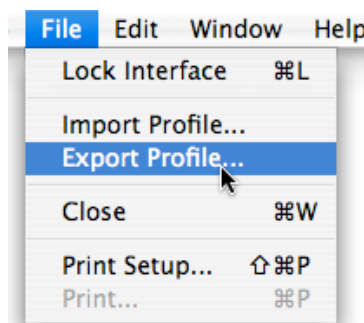 File Edit Window Help
Lock Interface ⌘L
Import Profile...
Export Profile...
Close ⌘W
Print Setup... ⇧⌘P
Print... ⌘P